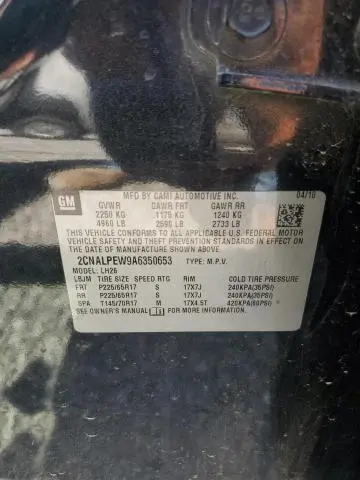 MFD BY CAMI AUTOMOTIVE INC. 04/10
GM GVWR GAWR FRT GAWR RR
2250 KG 1175 KG 1240 KG
4960 LB 2590 LB 2733 LB
THIS VEHICLE CONFORMS TO ALL APPLICABLE U.S. FEDERAL MOTOR
VEHICLE SAFETY, BUMPER, AND THEFT PREVENTION STANDARDS IN
EFFECT ON THE DATE OF MANUFACTURE SHOWN ABOVE.
2CNALPEW9A6350653 TYPE: M.P.V.
MODEL: LH26
LBJM TIRE SIZE SPEED RTG RIM COLD TIRE PRESSURE
FRT P225/65R17 S 17X7J 240KPA(35PSI)
RR P225/65R17 S 17X7J 240KPA(35PSI)
SPA T145/70R17 M 17X4.5T 420KPA(60PSI)
SEE OWNER'S MANUAL FOR MORE INFORMATION